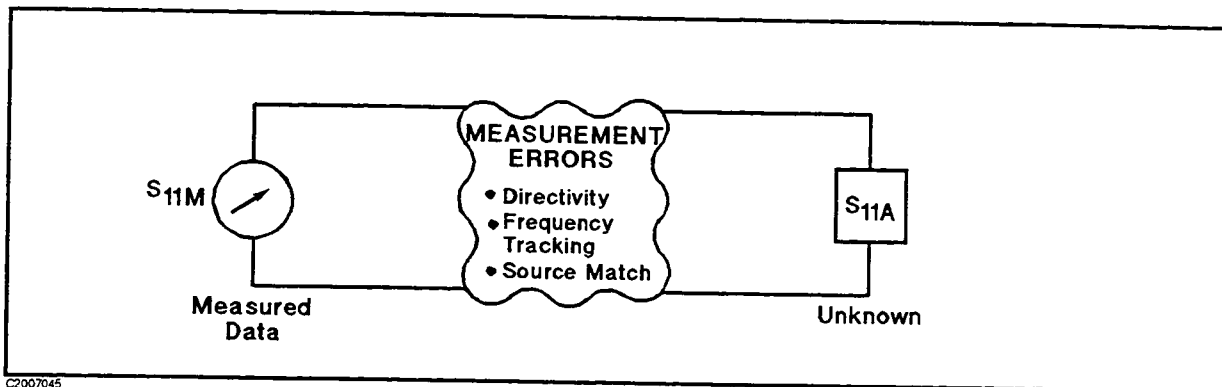 MEASUREMENT
ERRORS
• Directivity
• Frequency
Tracking
• Source Match
S11M
Measured
Data
S11A
Unknown
C2007045